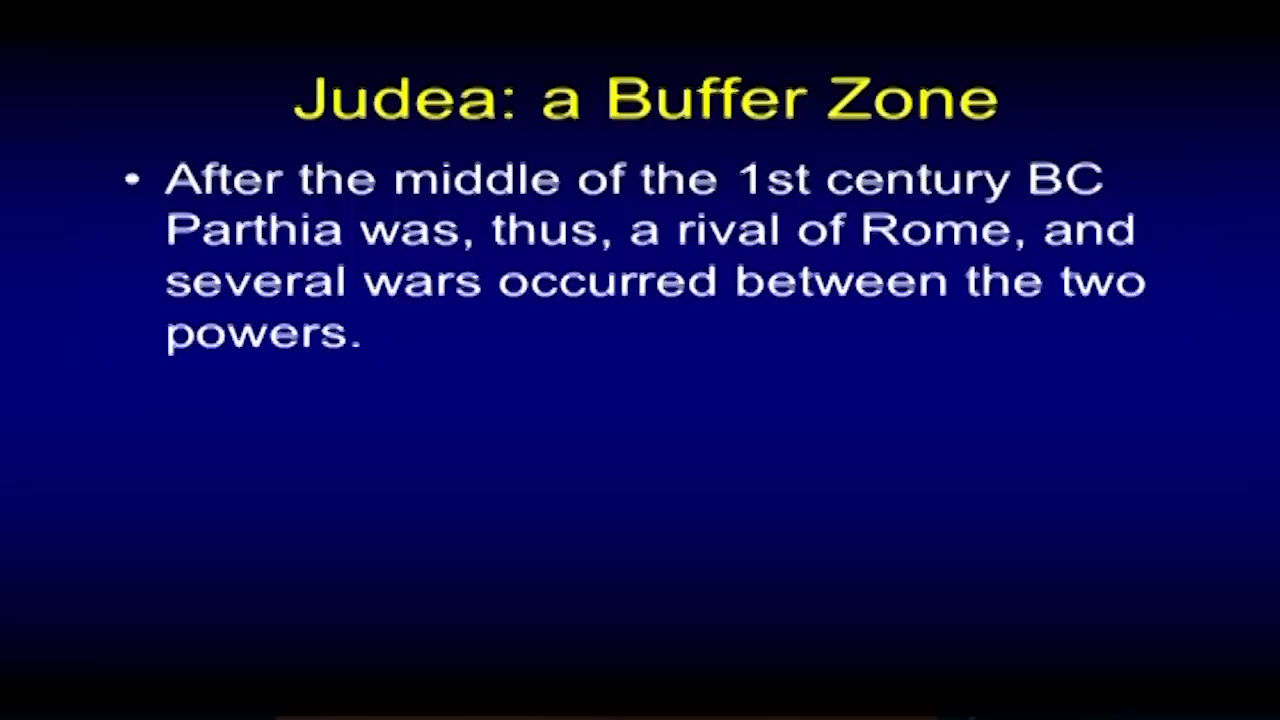 Judea: a Buffer Zone
• After the middle of the 1st century BC
Parthia was, thus, a rival of Rome, and
several wars occurred between the two
powers.